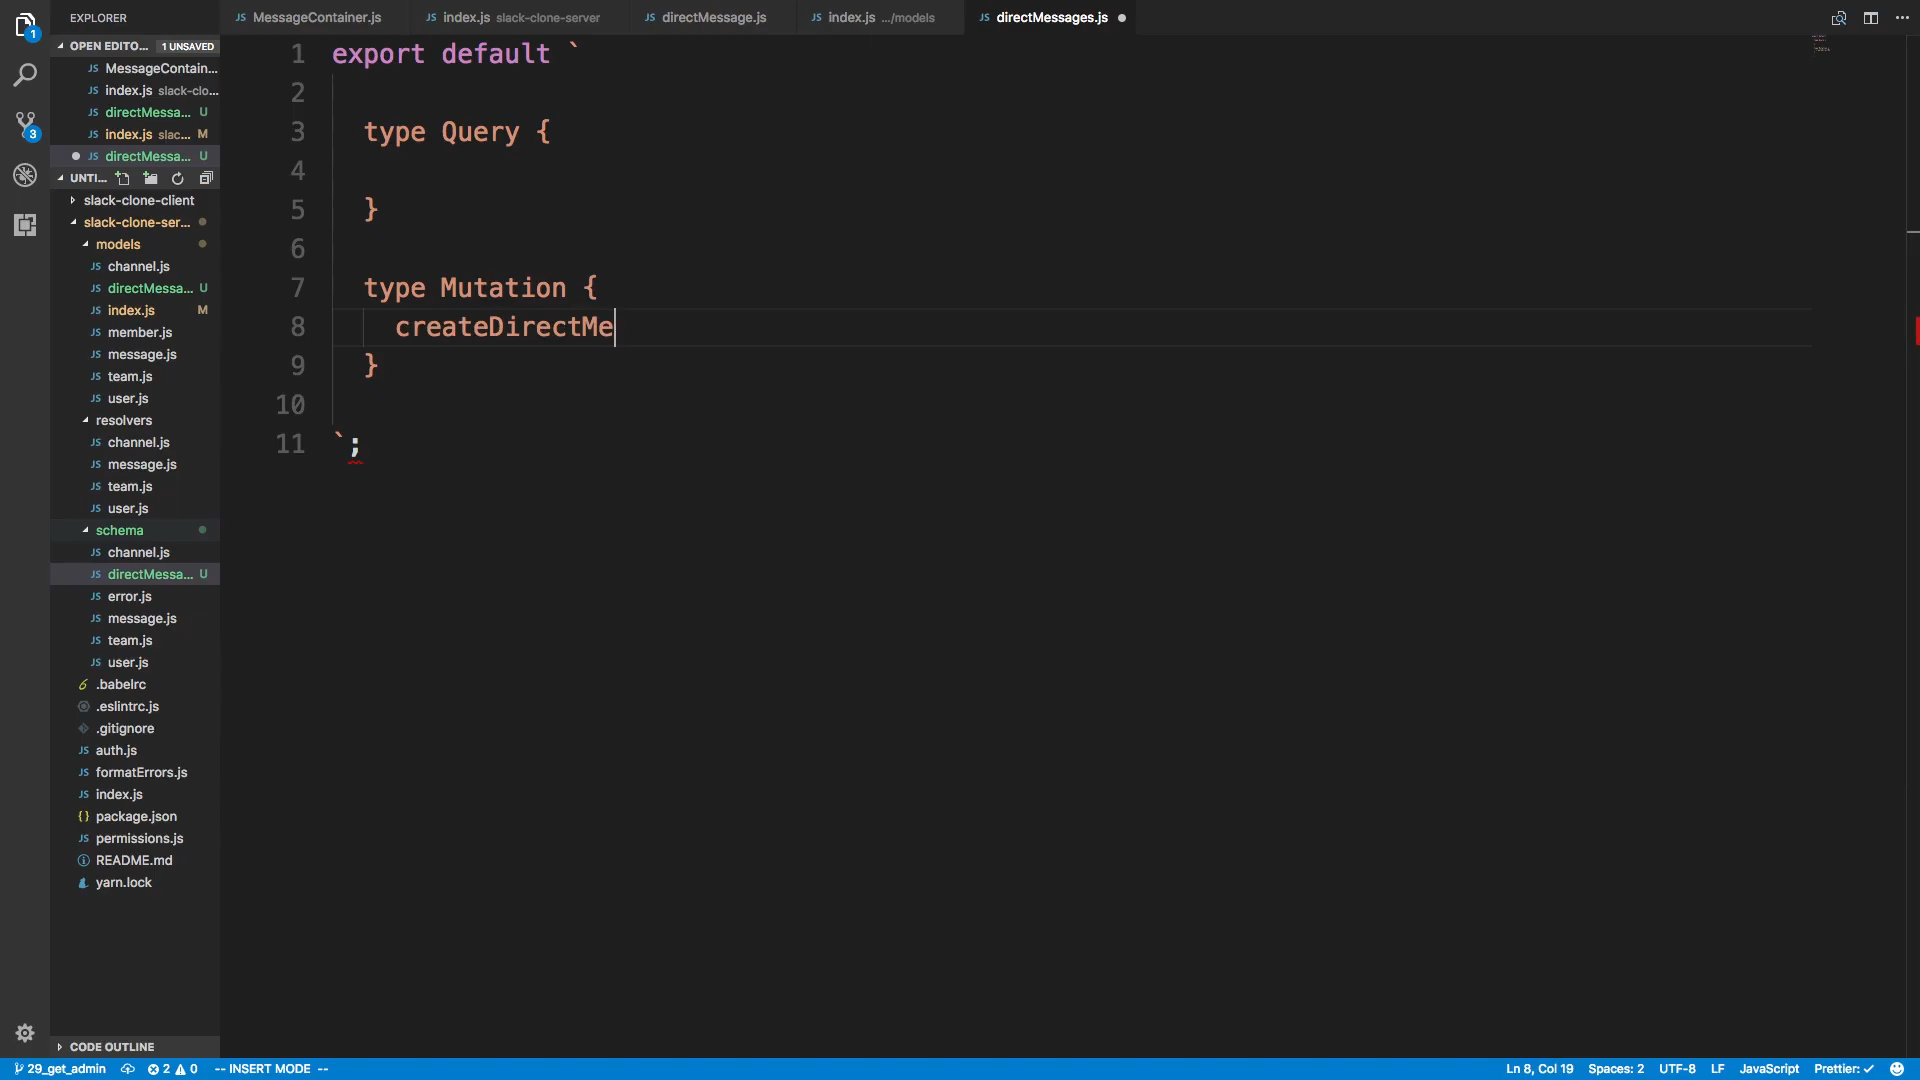 EXPLORER
MessageContainer.js
index.js slack-clone-server
directMessage.js
index.js .../models
directMessages.js
OPEN EDITO... 1 UNSAVED
MessageContain...
index.js slack-clo...
directMessa... U
index.js slac... M
directMessa... U
UNTI...
slack-clone-client
slack-clone-ser...
models
channel.js
directMessa... U
index.js M
member.js
message.js
team.js
user.js
resolvers
channel.js
message.js
team.js
user.js
schema
channel.js
directMessa... U
error.js
message.js
team.js
user.js
.babelrc
.eslintrc.js
.gitignore
auth.js
formatErrors.js
index.js
package.json
permissions.js
README.md
yarn.lock
CODE OUTLINE
1 export default `
2
3 type Query {
4
5 }
6
7 type Mutation {
8 createDirectMe
9 }
10
11 `;
29_get_admin 2 0 -- INSERT MODE -- Ln 8, Col 19 Spaces: 2 UTF-8 LF JavaScript Prettier: ✓
1
3